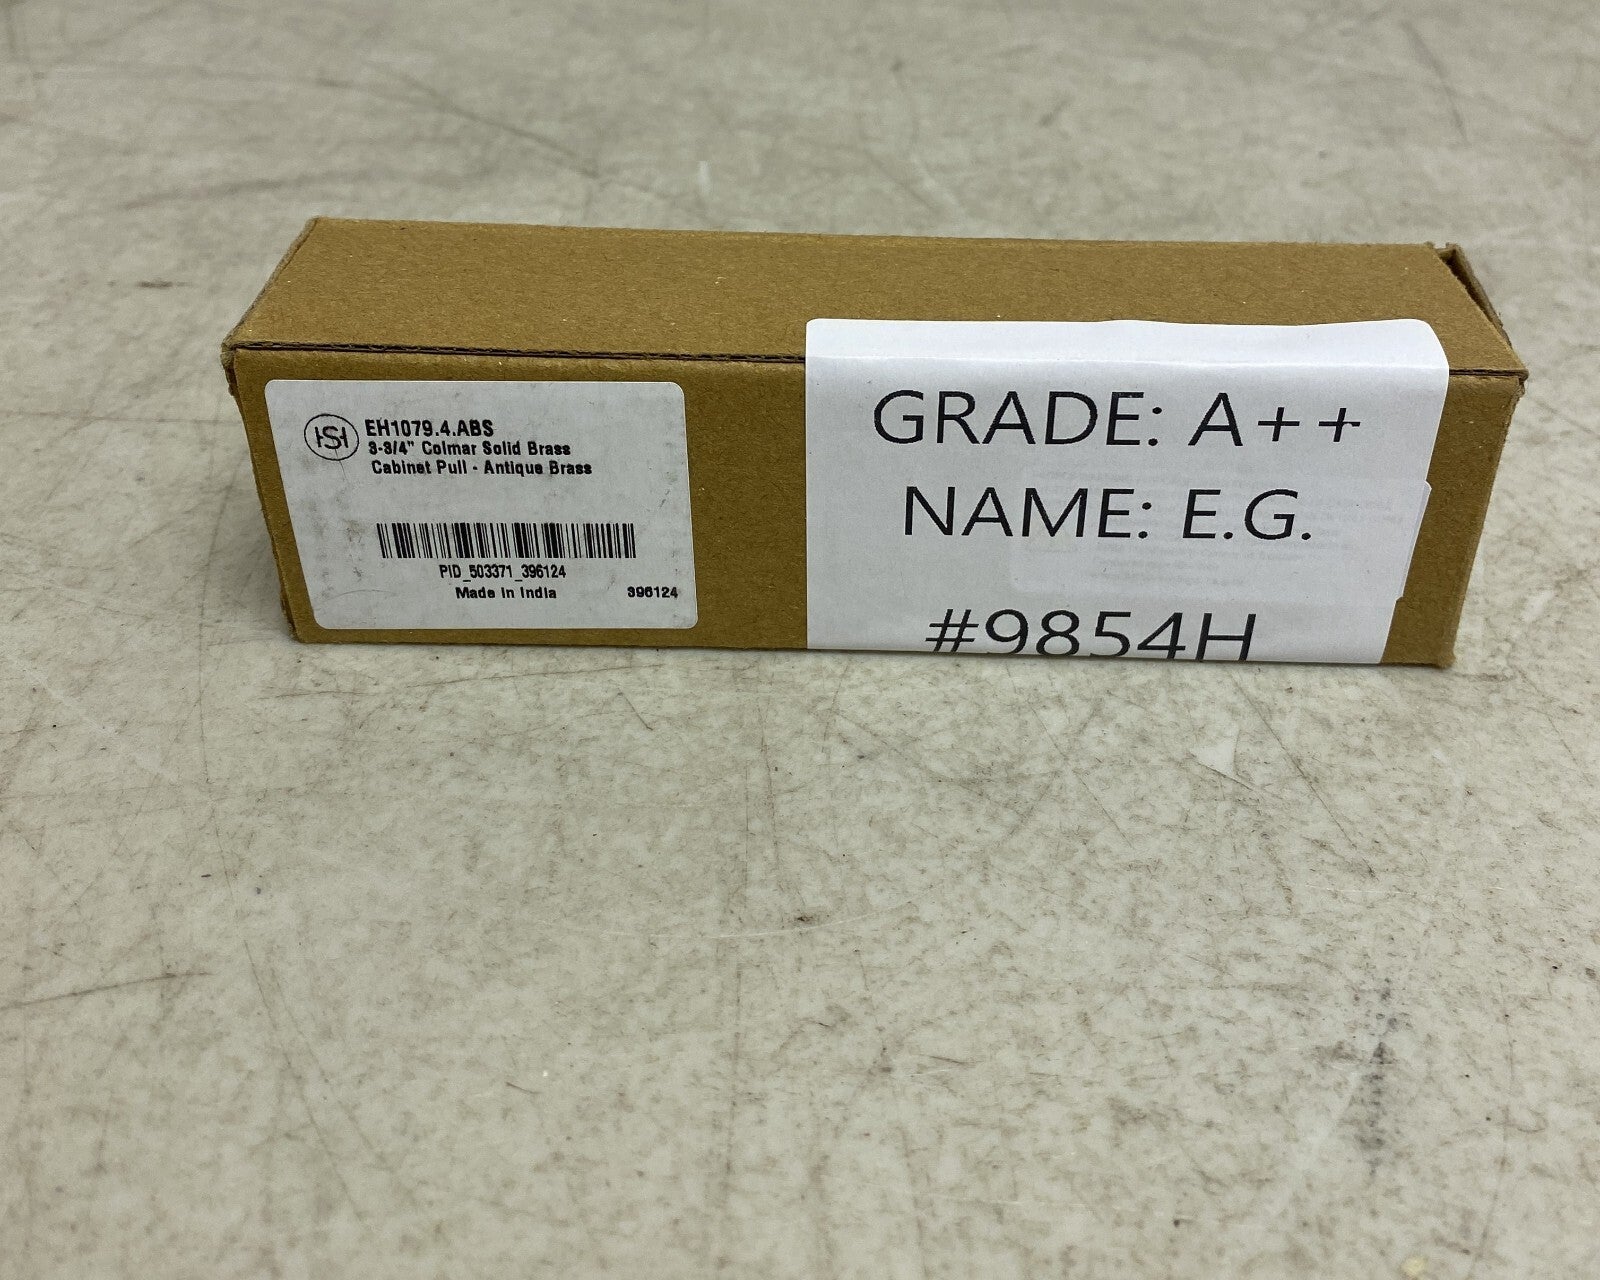 HSH
EH1079.4.ABS
3-3/4" Colmar Solid Brass
Cabinet Pull - Antique Brass
PID_503371_396124
Made in India
396124
GRADE: A++
NAME: E.G.
#9854H